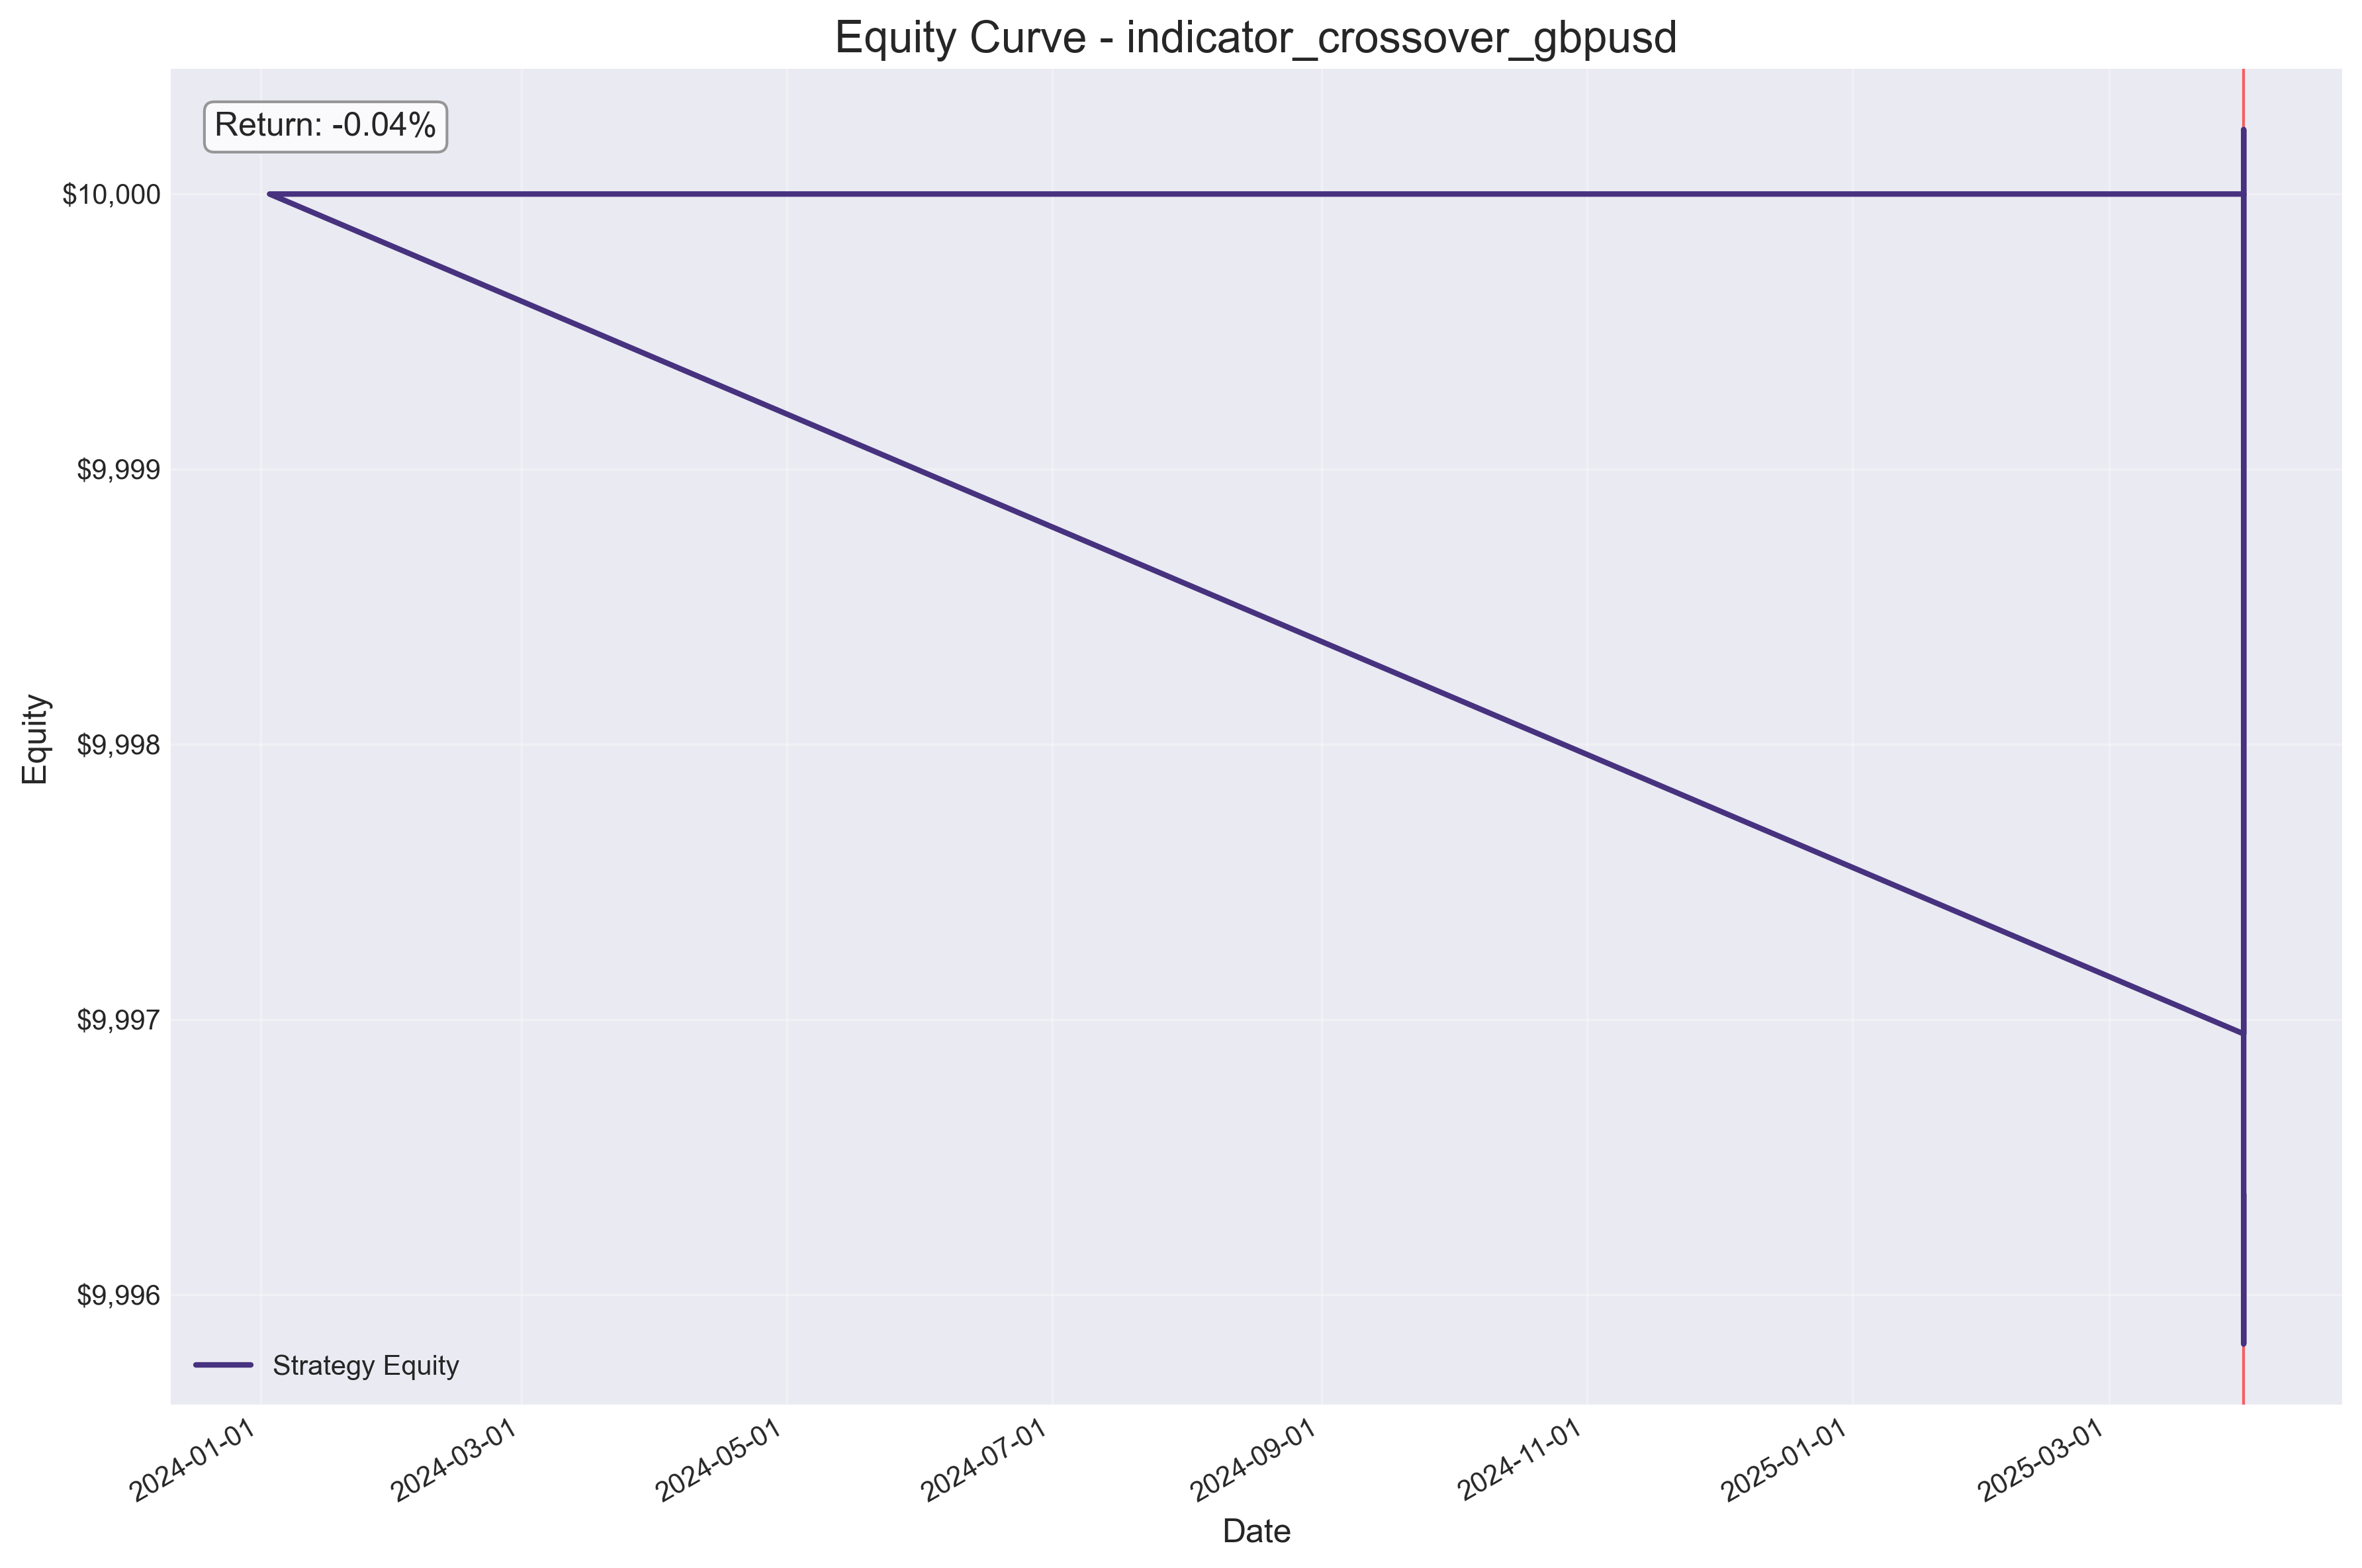 Equity Curve - indicator_crossover_gbpusd
Return: -0.04%
$10,000
$9,999
$9,998
$9,997
$9,996
Equity
Strategy Equity
2024-01-01
2024-03-01
2024-05-01
2024-07-01
2024-09-01
2024-11-01
2025-01-01
2025-03-01
Date